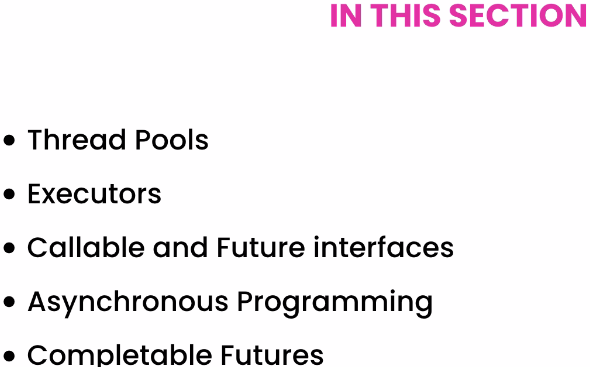 IN THIS SECTION
• Thread Pools
• Executors
• Callable and Future interfaces
• Asynchronous Programming
• Completable Futures